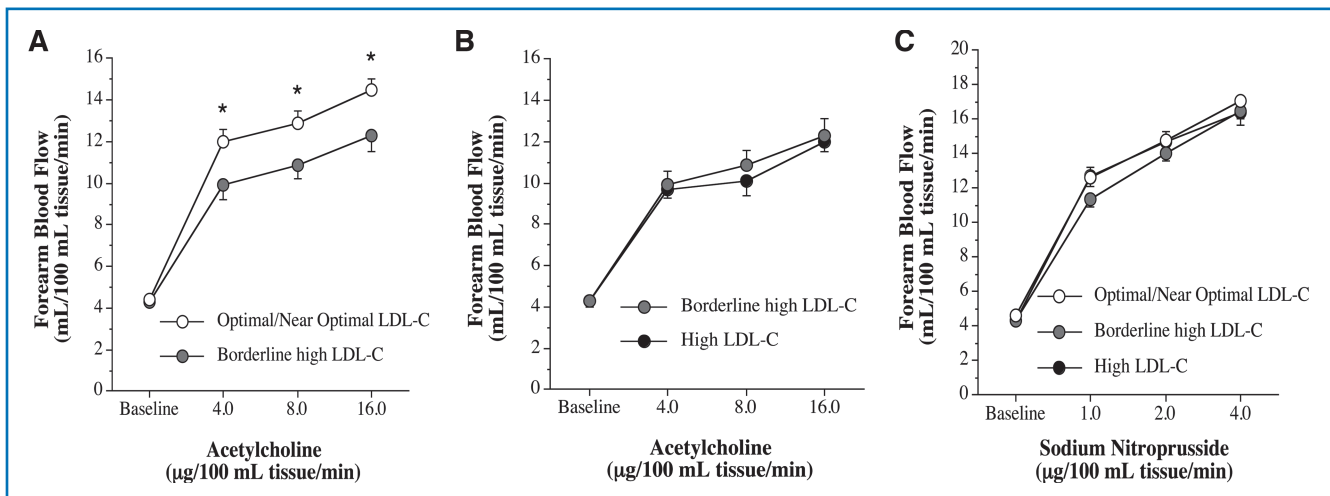 A
16
14
12
10
8
6
4
2
0
Forearm Blood Flow
(mL/100 mL tissue/min)
*
*
*
Optimal/Near Optimal LDL-C
Borderline high LDL-C
Baseline
4.0
8.0
16.0
Acetylcholine
(μg/100 mL tissue/min)
B
16
14
12
10
8
6
4
2
0
Forearm Blood Flow
(mL/100 mL tissue/min)
Borderline high LDL-C
High LDL-C
Baseline
4.0
8.0
16.0
Acetylcholine
(μg/100 mL tissue/min)
C
20
18
16
14
12
10
8
6
4
2
0
Forearm Blood Flow
(mL/100 mL tissue/min)
Optimal/Near Optimal LDL-C
Borderline high LDL-C
High LDL-C
Baseline
1.0
2.0
4.0
Sodium Nitroprusside
(μg/100 mL tissue/min)